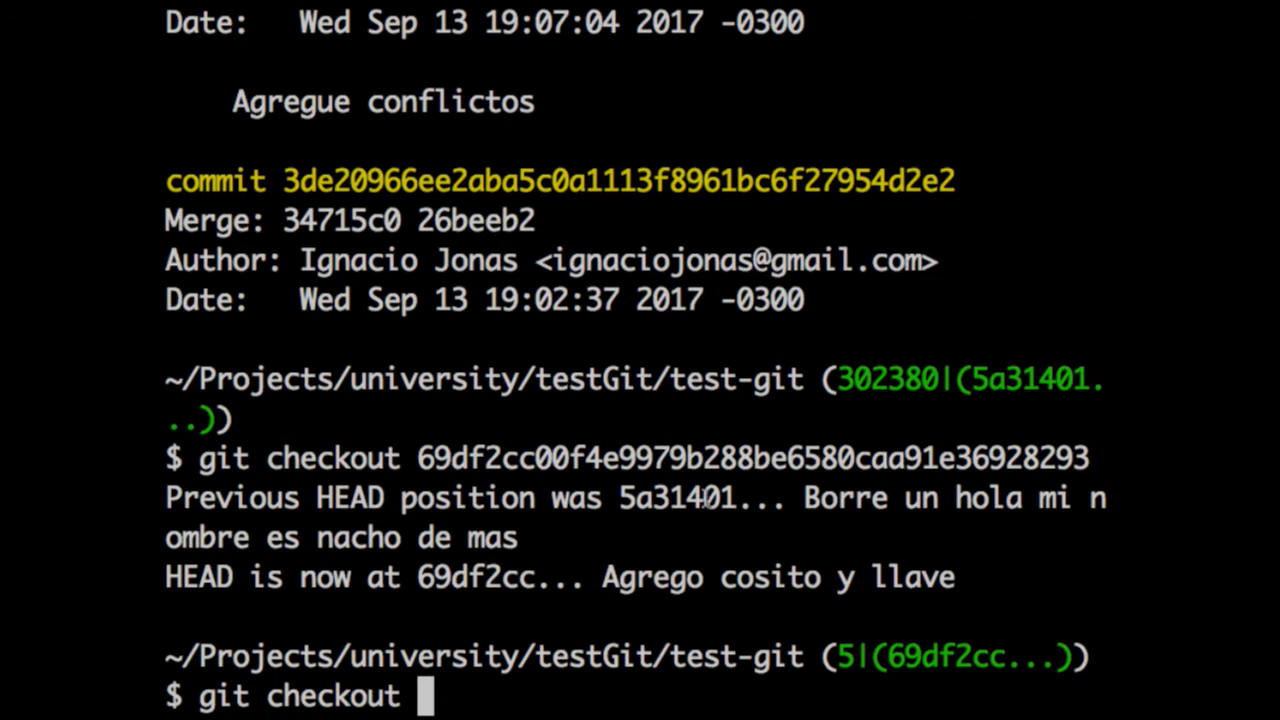 Date:   Wed Sep 13 19:07:04 2017 -0300
Agregue conflictos
commit 3de20966ee2aba5c0a1113f8961bc6f27954d2e2
Merge: 34715c0 26beeb2
Author: Ignacio Jonas <ignaciojonas@gmail.com>
Date:   Wed Sep 13 19:02:37 2017 -0300
~/Projects/university/testGit/test-git (302380|(5a31401.
..))
$ git checkout 69df2cc00f4e9979b288be6580caa91e36928293
Previous HEAD position was 5a31401... Borre un hola mi n
ombre es nacho de mas
HEAD is now at 69df2cc... Agrego cosito y llave
~/Projects/university/testGit/test-git (5|(69df2cc...))
$ git checkout